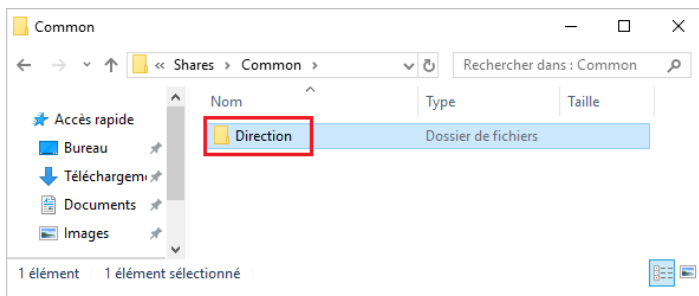 Common
« Shares > Common >
Rechercher dans : Common
Nom
Type
Taille
Accès rapide
Direction
Dossier de fichiers
Bureau
Téléchargem
Documents
Images
1 élément
1 élément sélectionné